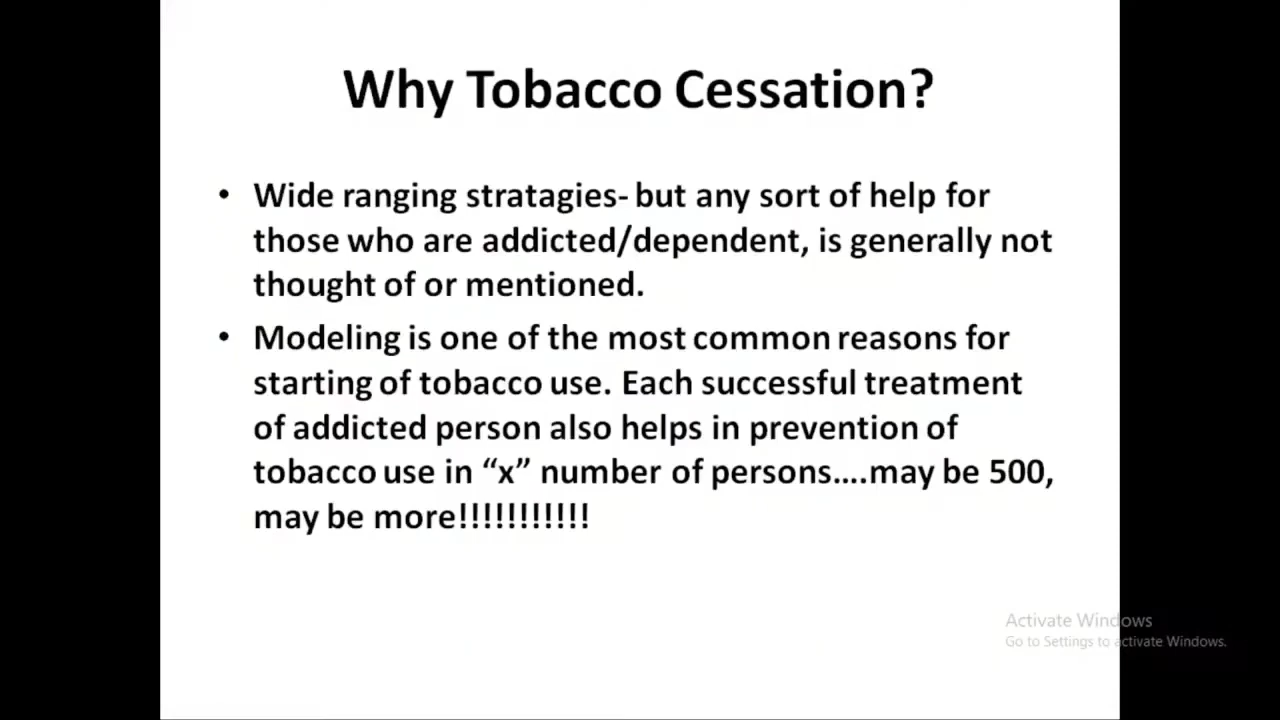 Why Tobacco Cessation?
• Wide ranging stratagies- but any sort of help for
those who are addicted/dependent, is generally not
thought of or mentioned.
• Modeling is one of the most common reasons for
starting of tobacco use. Each successful treatment
of addicted person also helps in prevention of
tobacco use in “x” number of persons….may be 500,
may be more!!!!!!!!!!!
Activate Windows
Go to Settings to activate Windows.